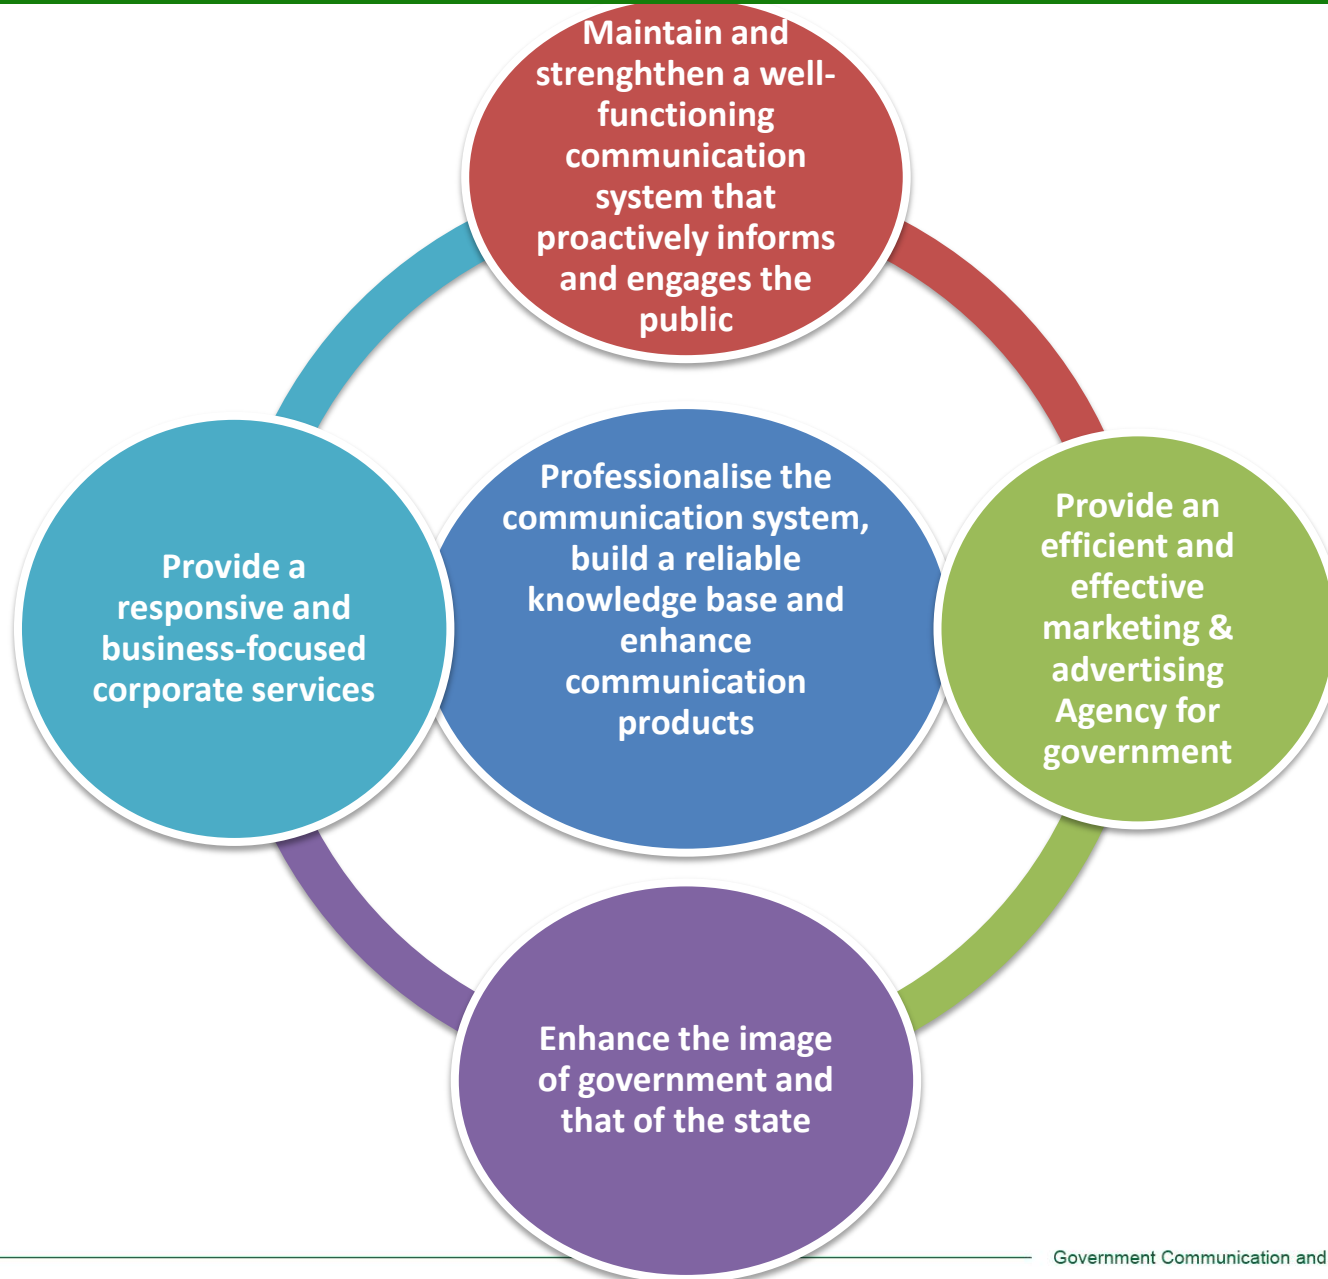 Maintain and
strenghthen a well-
functioning
communication
system that
proactively informs
and engages the
public
Professionalise the
communication system,
build a reliable
knowledge base and
enhance
communication
products
Provide a
responsive and
business-focused
corporate services
Provide an
efficient and
effective
marketing &
advertising
Agency for
government
Enhance the image
of government and
that of the state
Government Communication and